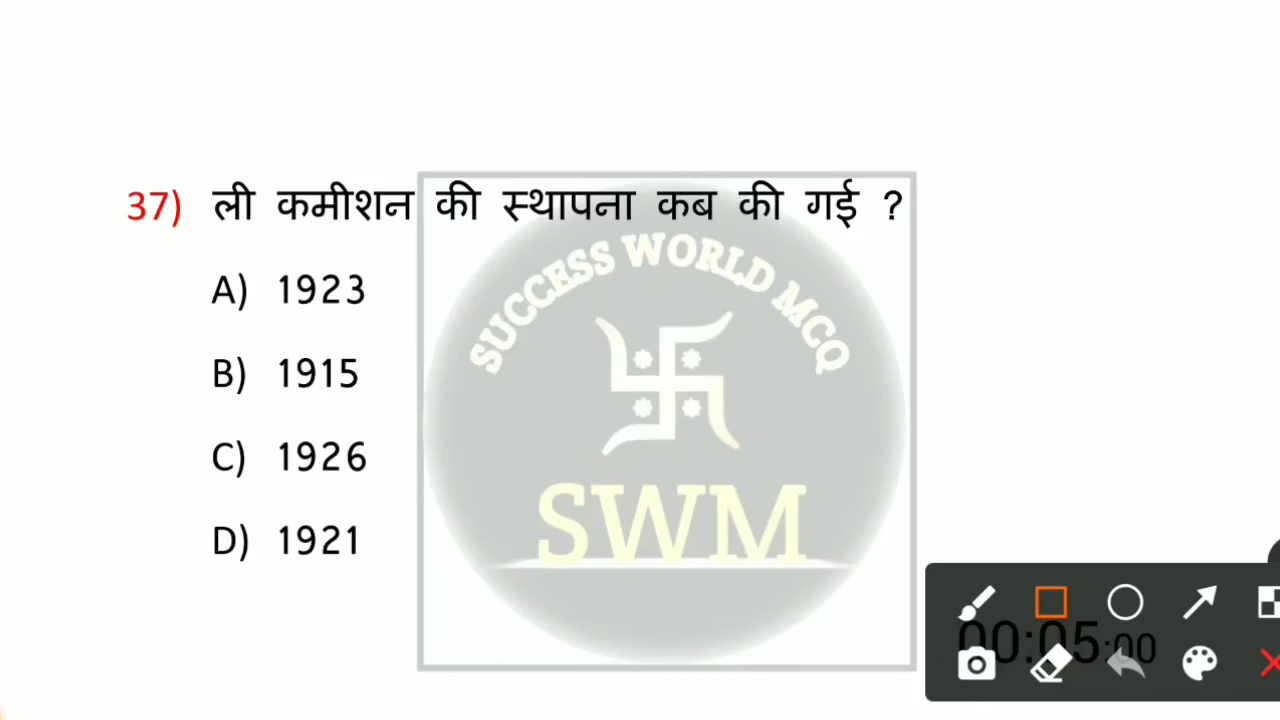 37) ली कमीशन की स्थापना कब की गई ?
SUCCESS WORLD MCQ
A) 1923
B) 1915
C) 1926
SWM
D) 1921
00:05:00